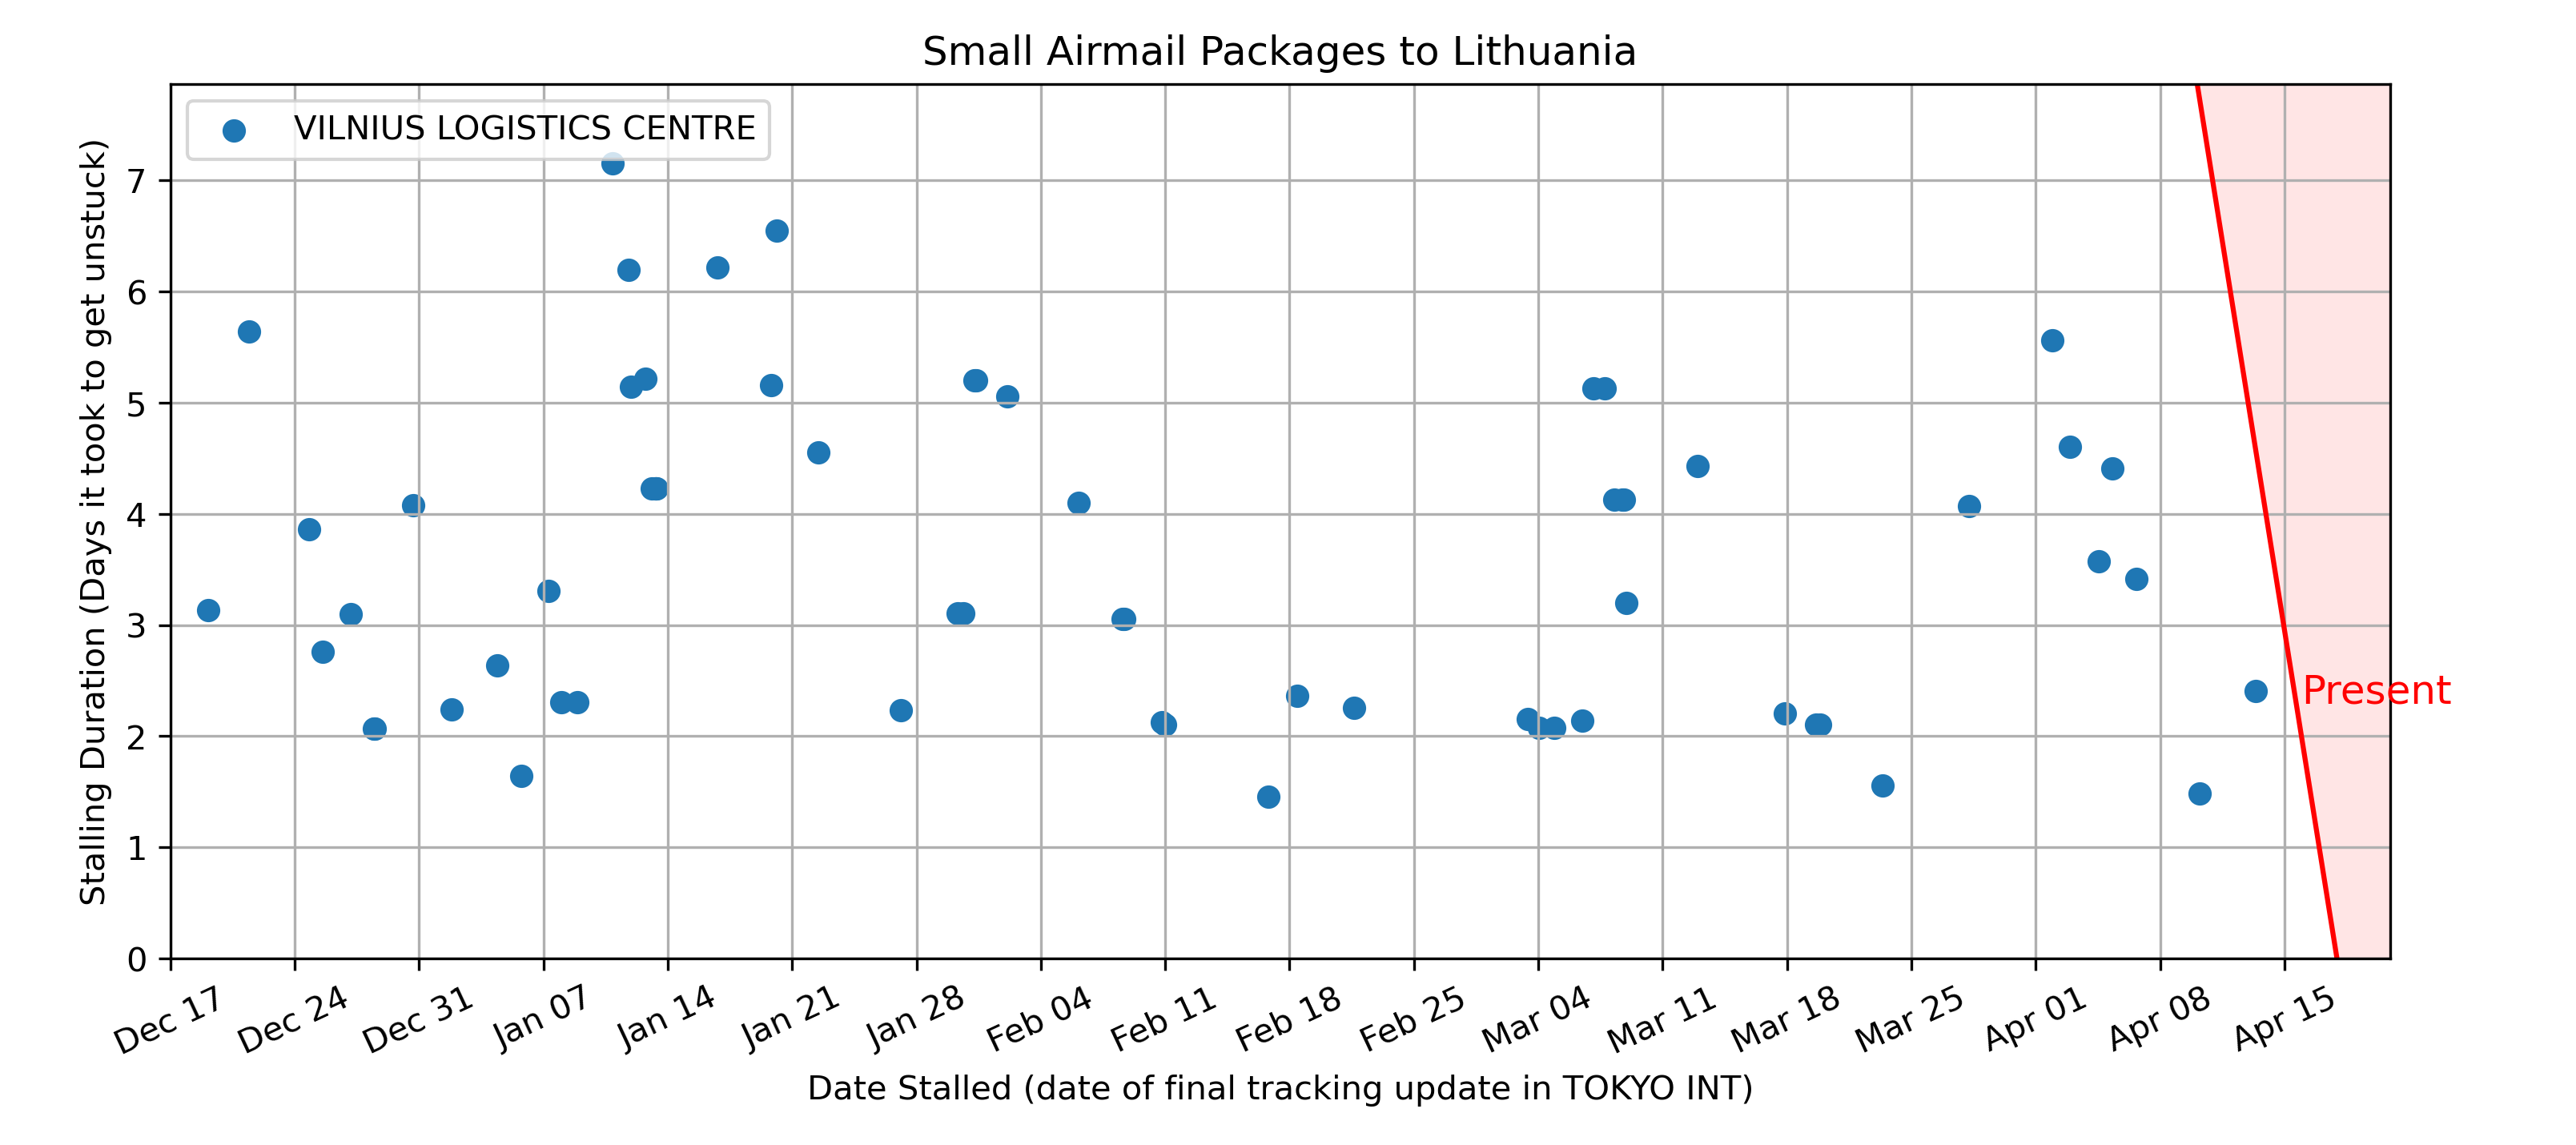 Small Airmail Packages to Lithuania
VILNIUS LOGISTICS CENTRE
Stalling Duration (Days it took to get unstuck)
7
6
5
4
3
2
1
0
Present
Dec 17
Dec 24
Dec 31
Jan 07
Jan 14
Jan 21
Jan 28
Feb 04
Feb 11
Feb 18
Feb 25
Mar 04
Mar 11
Mar 18
Mar 25
Apr 01
Apr 08
Apr 15
Date Stalled (date of final tracking update in TOKYO INT)